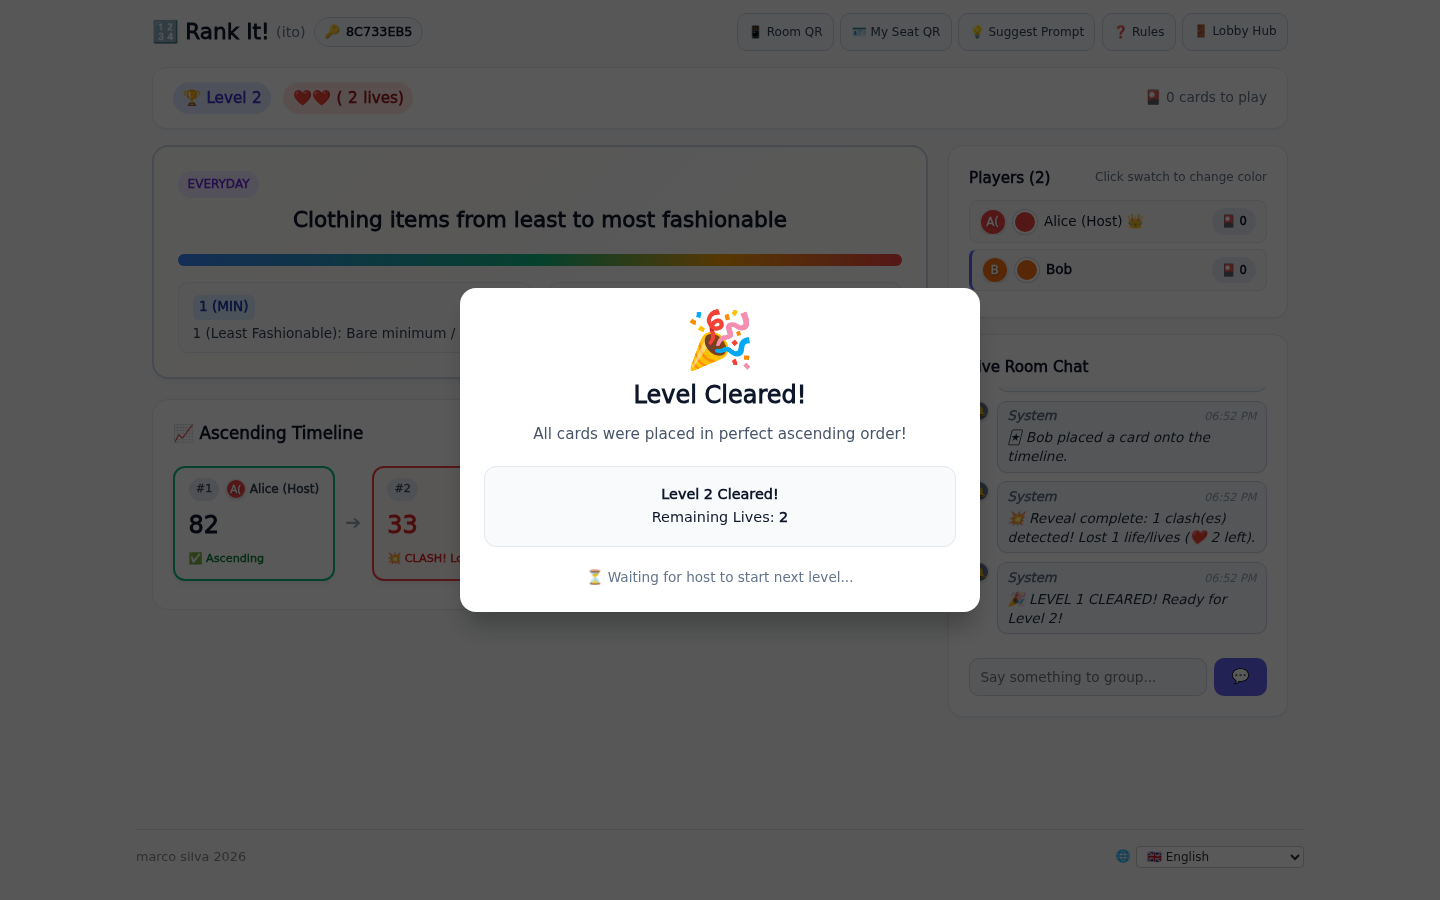 Rank It! (ito) 🔑 8C733EB5
Room QR
My Seat QR
Suggest Prompt
Rules
Lobby Hub
Level 2
( 2 lives)
0 cards to play
EVERYDAY
Clothing items from least to most fashionable
1 (MIN)
1 (Least Fashionable): Bare minimum /
Players (2)
Click swatch to change color
A( Alice (Host) 0
B Bob 0
Level Cleared!
All cards were placed in perfect ascending order!
Level 2 Cleared!
Remaining Lives: 2
Waiting for host to start next level...
Ascending Timeline
#1 A( Alice (Host)
82
Ascending
#2
33
CLASH! Lo
ve Room Chat
System 06:52 PM
Bob placed a card onto the
timeline.
System 06:52 PM
Reveal complete: 1 clash(es)
detected! Lost 1 life/lives (❤️ 2 left).
System 06:52 PM
LEVEL 1 CLEARED! Ready for
Level 2!
Say something to group...
marco silva 2026
English